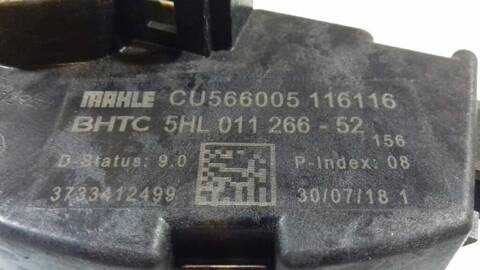 MAHLE CU566005 116116
BHTC 5HL 011 266 - 52
156
D-Status: 9.0 P-Index: 08
3733412499 30/07/18 1